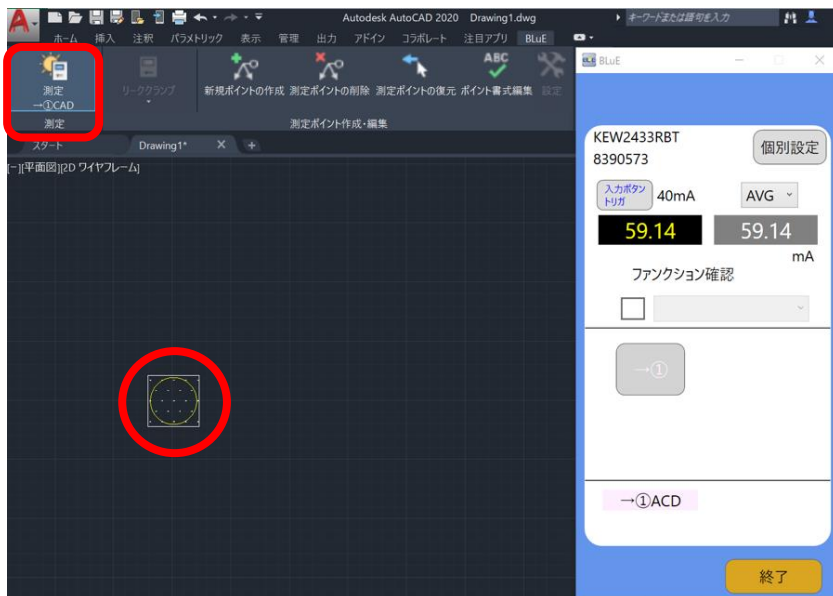 Autodesk AutoCAD 2020 Drawing1.dwg
キーワードまたは語句を入力
ホーム 挿入 注釈 パラメトリック 表示 管理 出力 アドイン コラボレート 注目アプリ BLuE
測定
→①CAD
リーククランプ
新規ポイントの作成 測定ポイントの削除 測定ポイントの復元 ABC ポイント書式編集 設定
測定
測定ポイント作成・編集
スタート Drawing1* × +
[−][平面図][2D ワイヤフレーム]
BLuE
KEW2433RBT
8390573
個別設定
入力ボタン
トリガ
40mA
AVG
59.14 59.14
mA
ファンクション確認
→①
→①ACD
終了